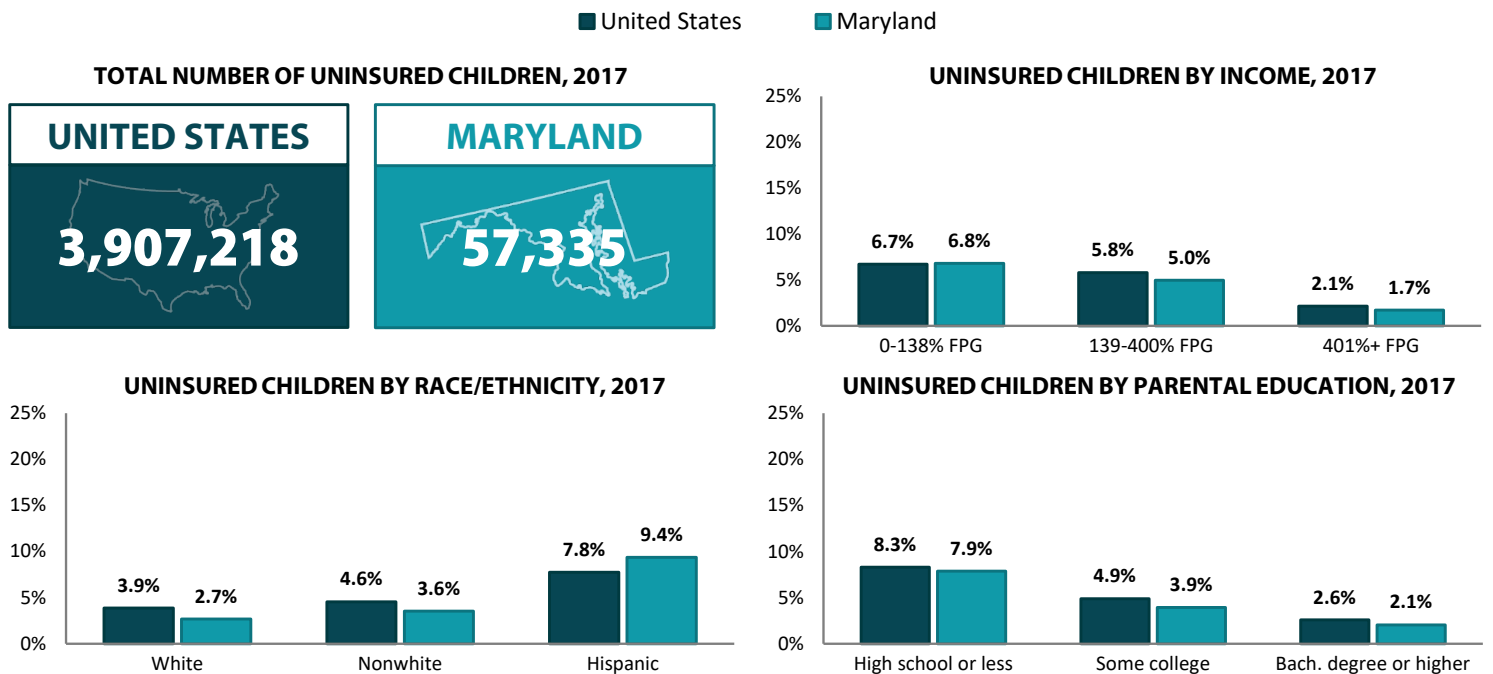 United States Maryland
TOTAL NUMBER OF UNINSURED CHILDREN, 2017
UNITED STATES
3,907,218
MARYLAND
57,335
UNINSURED CHILDREN BY INCOME, 2017
25%
20%
15%
10%
5%
0%
6.7% 6.8% 5.8% 5.0% 2.1% 1.7%
0-138% FPG 139-400% FPG 401%+ FPG
UNINSURED CHILDREN BY RACE/ETHNICITY, 2017
25%
20%
15%
10%
5%
0%
3.9% 2.7% 4.6% 3.6% 7.8% 9.4%
White Nonwhite Hispanic
UNINSURED CHILDREN BY PARENTAL EDUCATION, 2017
25%
20%
15%
10%
5%
0%
8.3% 7.9% 4.9% 3.9% 2.6% 2.1%
High school or less Some college Bach. degree or higher